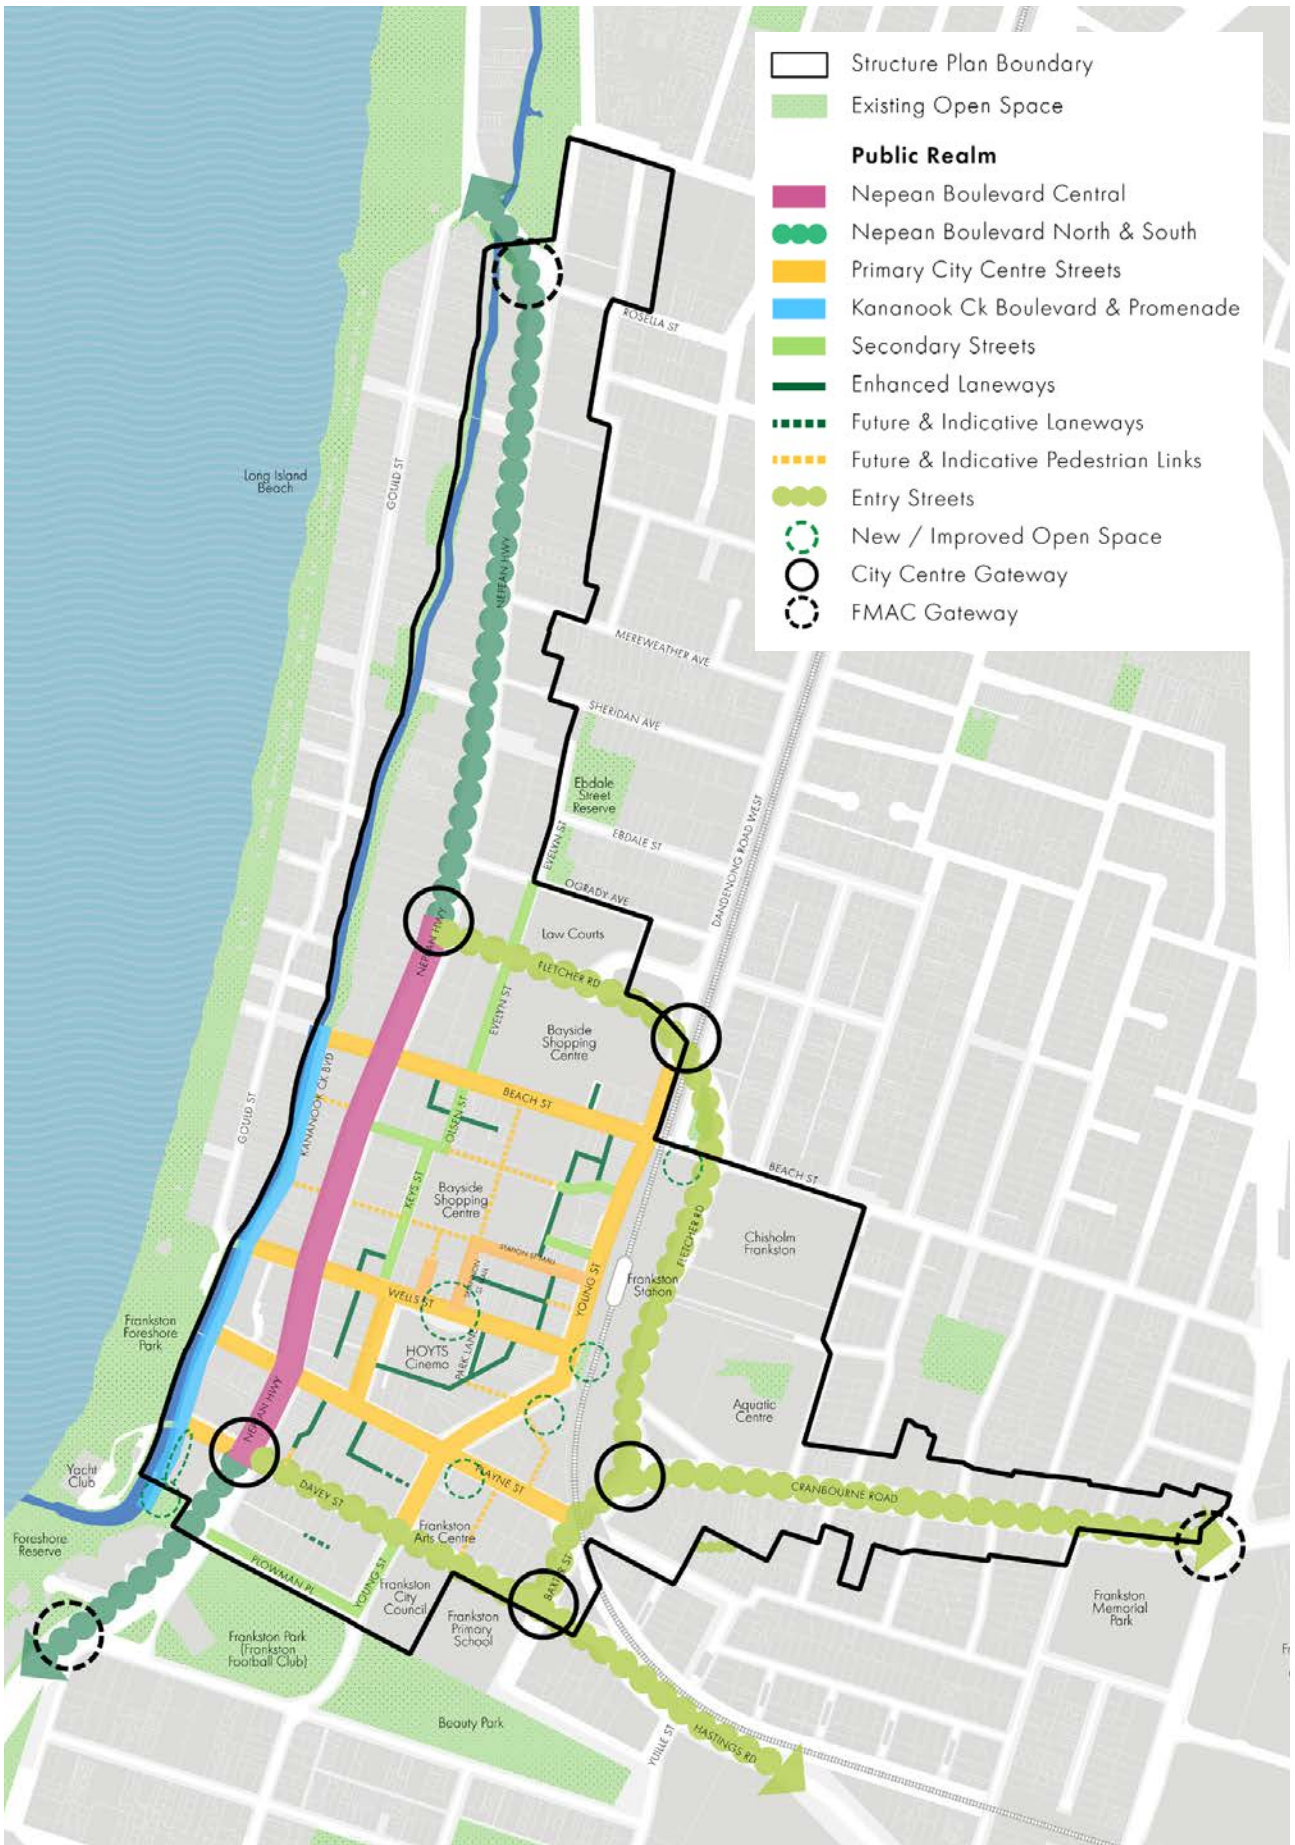 Structure Plan Boundary
Existing Open Space
Public Realm
Nepean Boulevard Central
Nepean Boulevard North & South
Primary City Centre Streets
Kananook Ck Boulevard & Promenade
Secondary Streets
Enhanced Laneways
Future & Indicative Laneways
Future & Indicative Pedestrian Links
Entry Streets
New / Improved Open Space
City Centre Gateway
FMAC Gateway
ROSELLA ST
Long Island
Beach
GOULD ST
NEPEAN HWY
MEREWEATHER AVE
SHERIDAN AVE
Ebdale
Street
Reserve
EBDALE ST
EVELYN ST
DANDENONG ROAD WEST
OGRADY AVE
Law Courts
NEPEAN HWY
FLETCHER RD
EVELYN ST
Bayside
Shopping
Centre
KANANOOK CK BVD
GOULD ST
BEACH ST
OLSEN ST
BEACH ST
KEYS ST
Bayside
Shopping
Centre
FLETCHER RD
Chisholm
Frankston
STATION ST MALL
STATION
ST MALL
YOUNG ST
Frankston
Station
WELLS ST
Frankston
Foreshore
Park
HOYTS
Cinema
PARK LANE
NEPEAN HWY
Aquatic
Centre
Yacht
Club
DAVEY ST
PLAYNE ST
CRANBOURNE ROAD
Foreshore
Reserve
Frankston
Arts Centre
PLOWMAN PL
YOUNG ST
Frankston
City
Council
BAXTER ST
Frankston
Primary
School
Frankston
Memorial
Park
Frankston Park
(Frankston
Football Club)
Beauty Park
YUILLE ST
HASTINGS RD